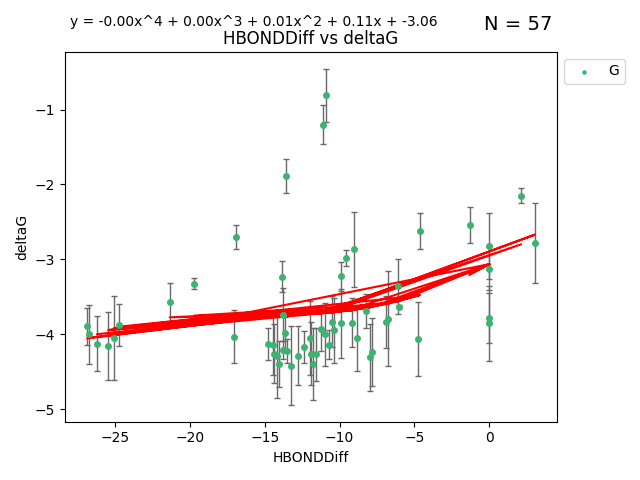 y = -0.00x^4 + 0.00x^3 + 0.01x^2 + 0.11x + -3.06
N = 57
HBONDDiff vs deltaG
G
deltaG
−1
−2
−3
−4
−5
−25
−20
−15
−10
−5
0
HBONDDiff